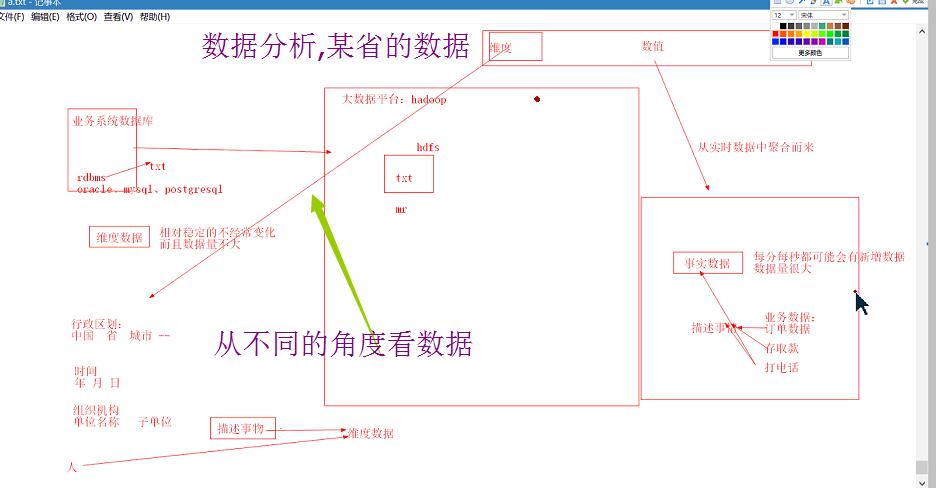 a.txt - 记事本
文件(F) 编辑(E) 格式(O) 查看(V) 帮助(H)
12 宋体
更多颜色
完成
数据分析,某省的数据
维度
数值
大数据平台：hadoop
业务系统数据库
txt
rdbms
oracle、mysql、postgresql
hdfs
txt
mr
从实时数据中聚合而来
维度数据
相对稳定的不经常变化
而且数据量不大
事实数据
每分每秒都可能会有新增数据
数据量很大
行政区划：
中国 省 城市 --
从不同的角度看数据
描述事情
业务数据：
订单数据
存取款
打电话
时间
年 月 日
组织机构
单位名称 子单位
描述事物 -
维度数据
人